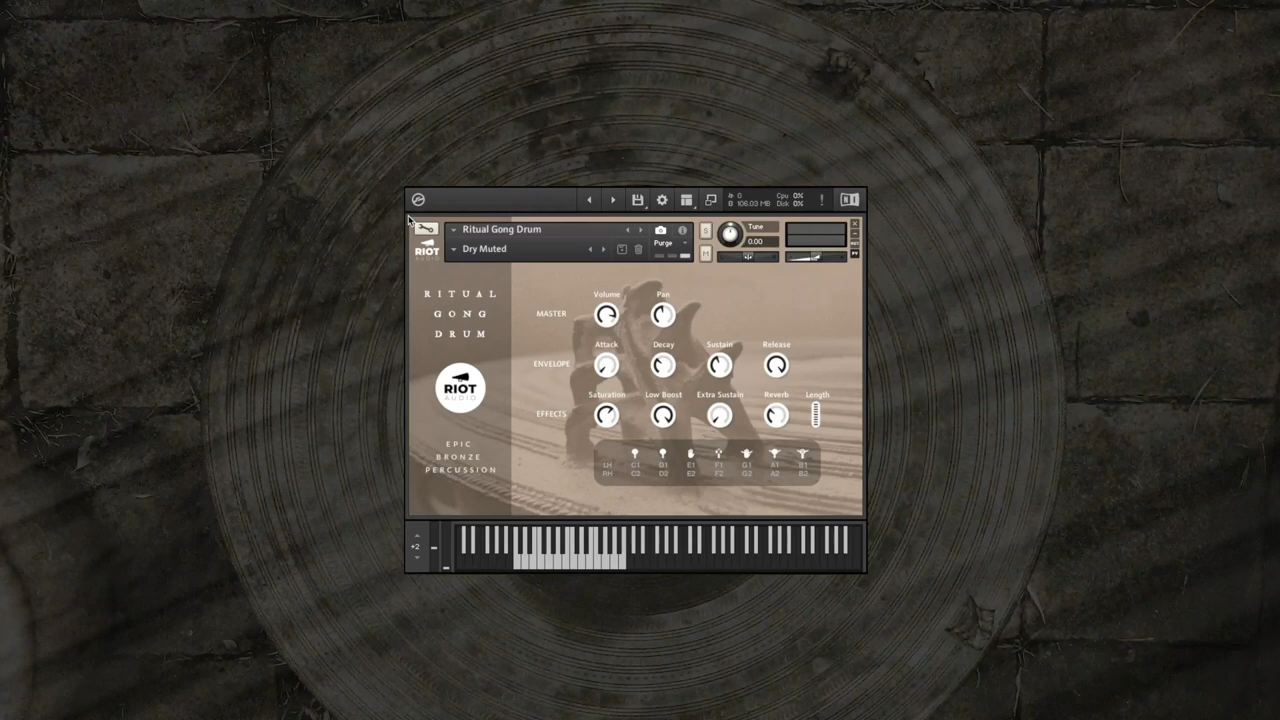 0 Cpu 0%
106.03 MB Disk 0% !
Ritual Gong Drum
Purge
S Tune
Dry Muted
M 0.00
RIOT
AUDIO
RITUAL
GONG
DRUM
RIOT
AUDIO
EPIC
BRONZE
PERCUSSION
Volume Pan
MASTER
Attack Decay Sustain Release
ENVELOPE
Saturation Low Boost Extra Sustain Reverb Length
EFFECTS
LH C1 D1 E1 F1 G1 A1 B1
RH C2 D2 E2 F2 G2 A2 B2
+2